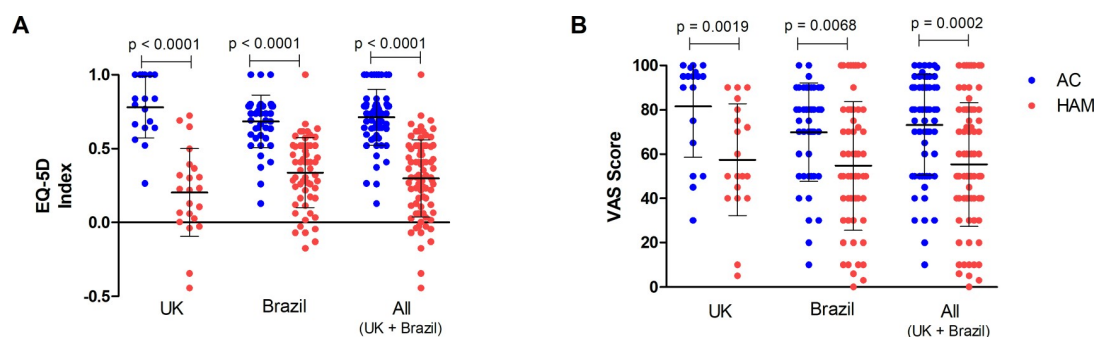 A
p < 0.0001
p < 0.0001
p < 0.0001
1.0
0.5
0.0
-0.5
EQ-5D
Index
UK
Brazil
All
(UK + Brazil)
B
p = 0.0019
p = 0.0068
p = 0.0002
100
80
60
40
20
0
VAS Score
UK
Brazil
All
(UK + Brazil)
AC
HAM